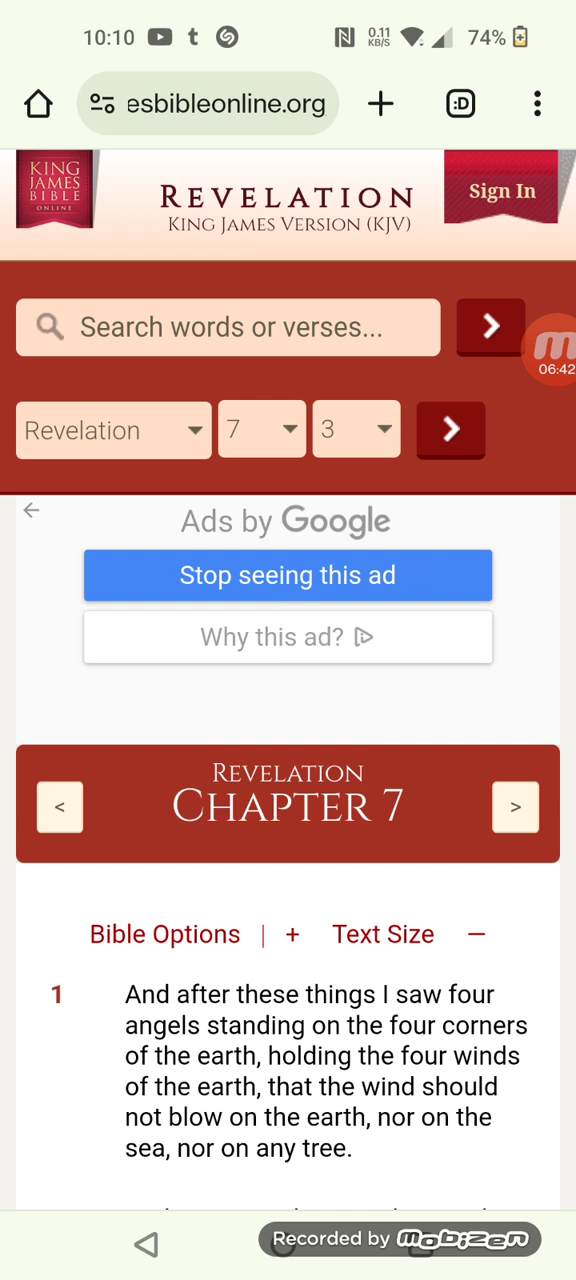 10:10 t 0.11 KB/S 74%
esbibleonline.org + :D
KING JAMES BIBLE ONLINE
REVELATION
KING JAMES VERSION (KJV)
Sign In
Search words or verses...
06:42
Revelation 7 3
Ads by Google
Stop seeing this ad
Why this ad?
REVELATION
CHAPTER 7
< >
Bible Options | + Text Size —
1 And after these things I saw four
angels standing on the four corners
of the earth, holding the four winds
of the earth, that the wind should
not blow on the earth, nor on the
sea, nor on any tree.
Recorded by Mobizen